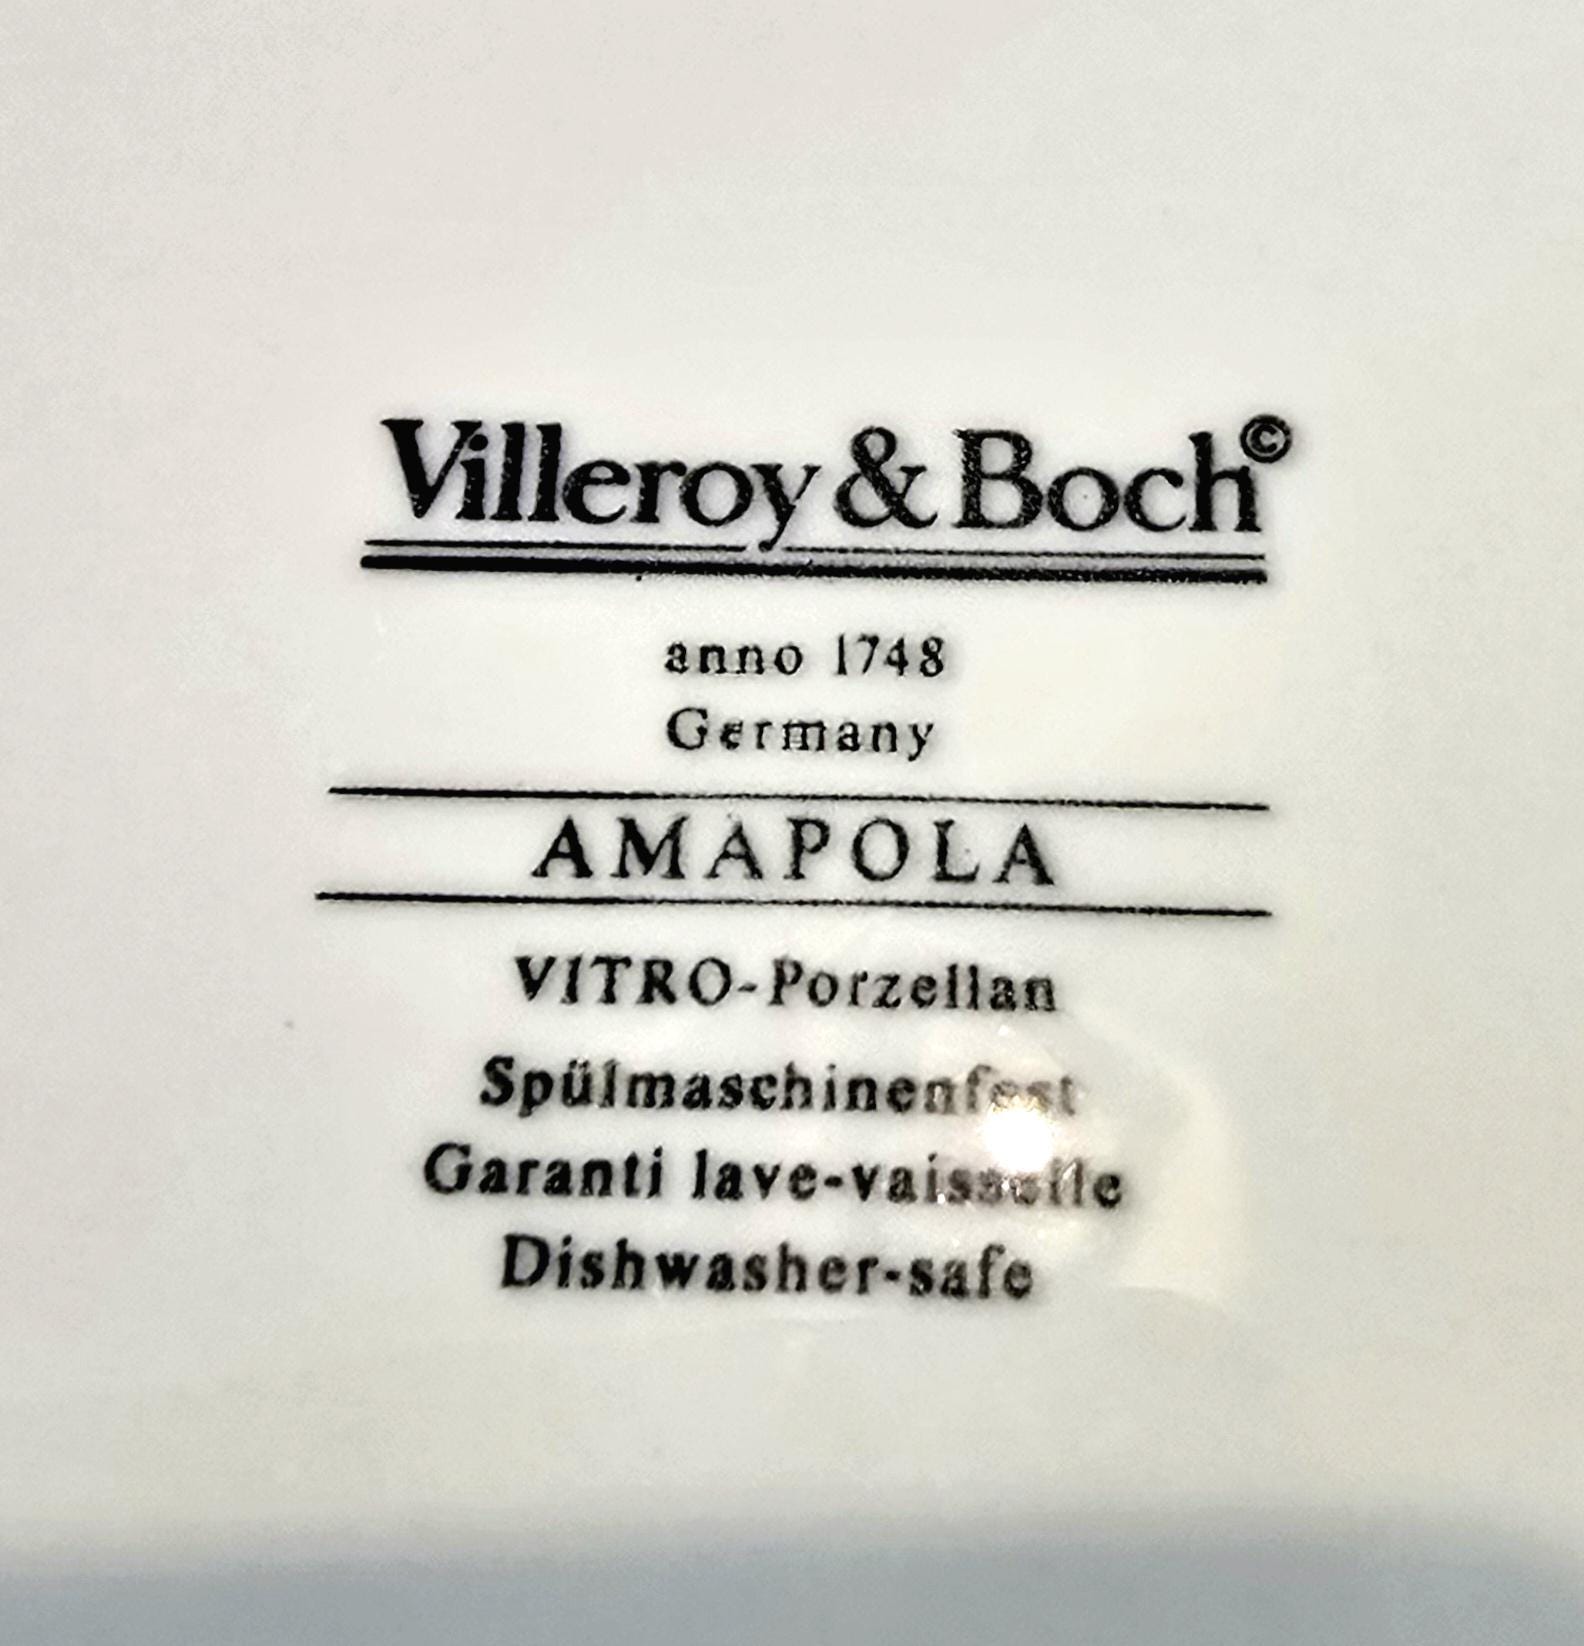 Villeroy & Boch©
anno 1748
Germany
AMAPOLA
VITRO-Porzellan
Spülmaschinenfest
Garanti lave-vaisselle
Dishwasher-safe